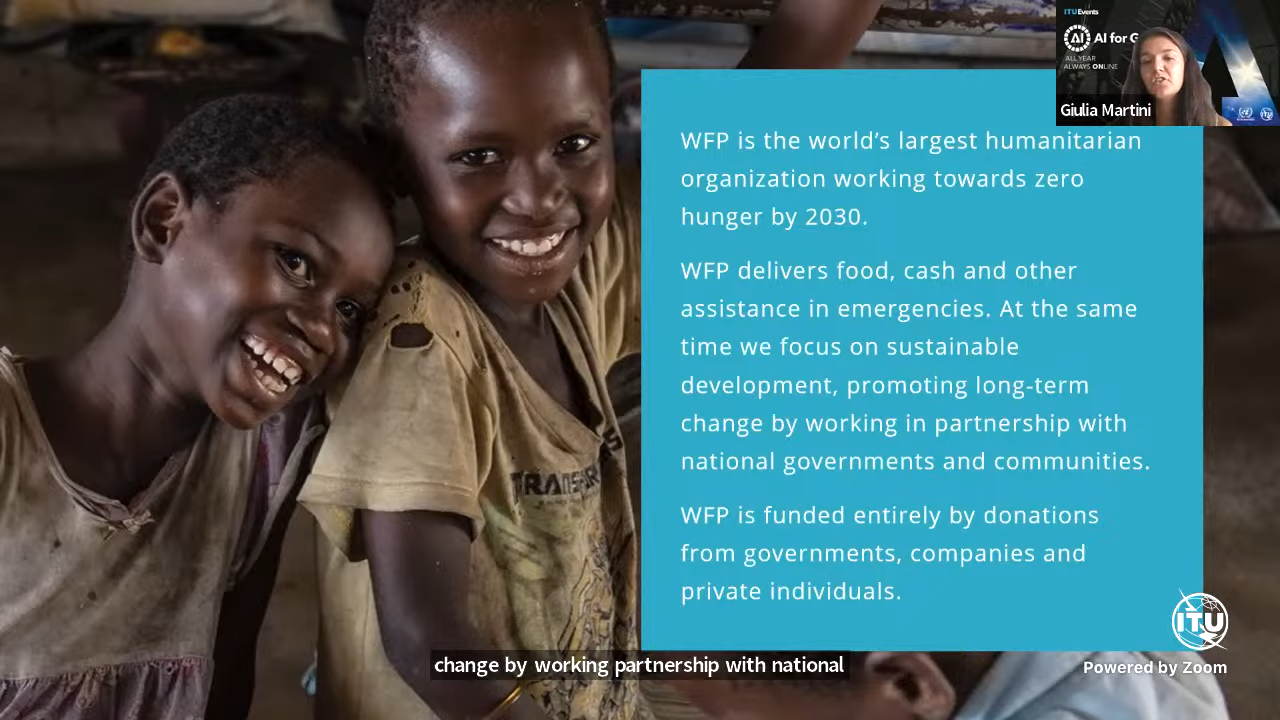 ITUEvents
AI
AI for G
ALL YEAR
ALWAYS ONLINE
Giulia Martini
WFP is the world’s largest humanitarian
organization working towards zero
hunger by 2030.
WFP delivers food, cash and other
assistance in emergencies. At the same
time we focus on sustainable
development, promoting long-term
change by working in partnership with
national governments and communities.
WFP is funded entirely by donations
from governments, companies and
private individuals.
TRANSFOR
change by working partnership with national
ITU
Powered by Zoom